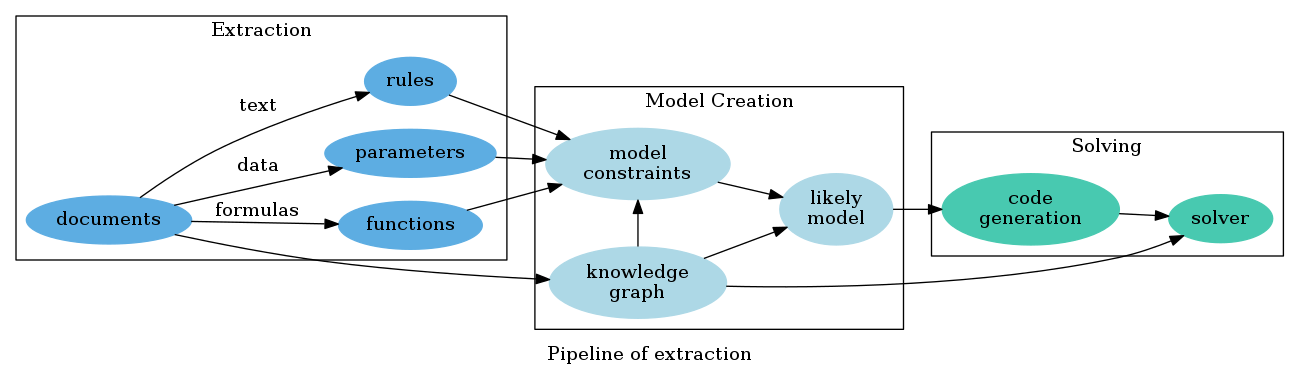 Extraction
rules
text
parameters
data
formulas
documents
functions
Model Creation
model
constraints
likely
model
knowledge
graph
Solving
code
generation
solver
Pipeline of extraction